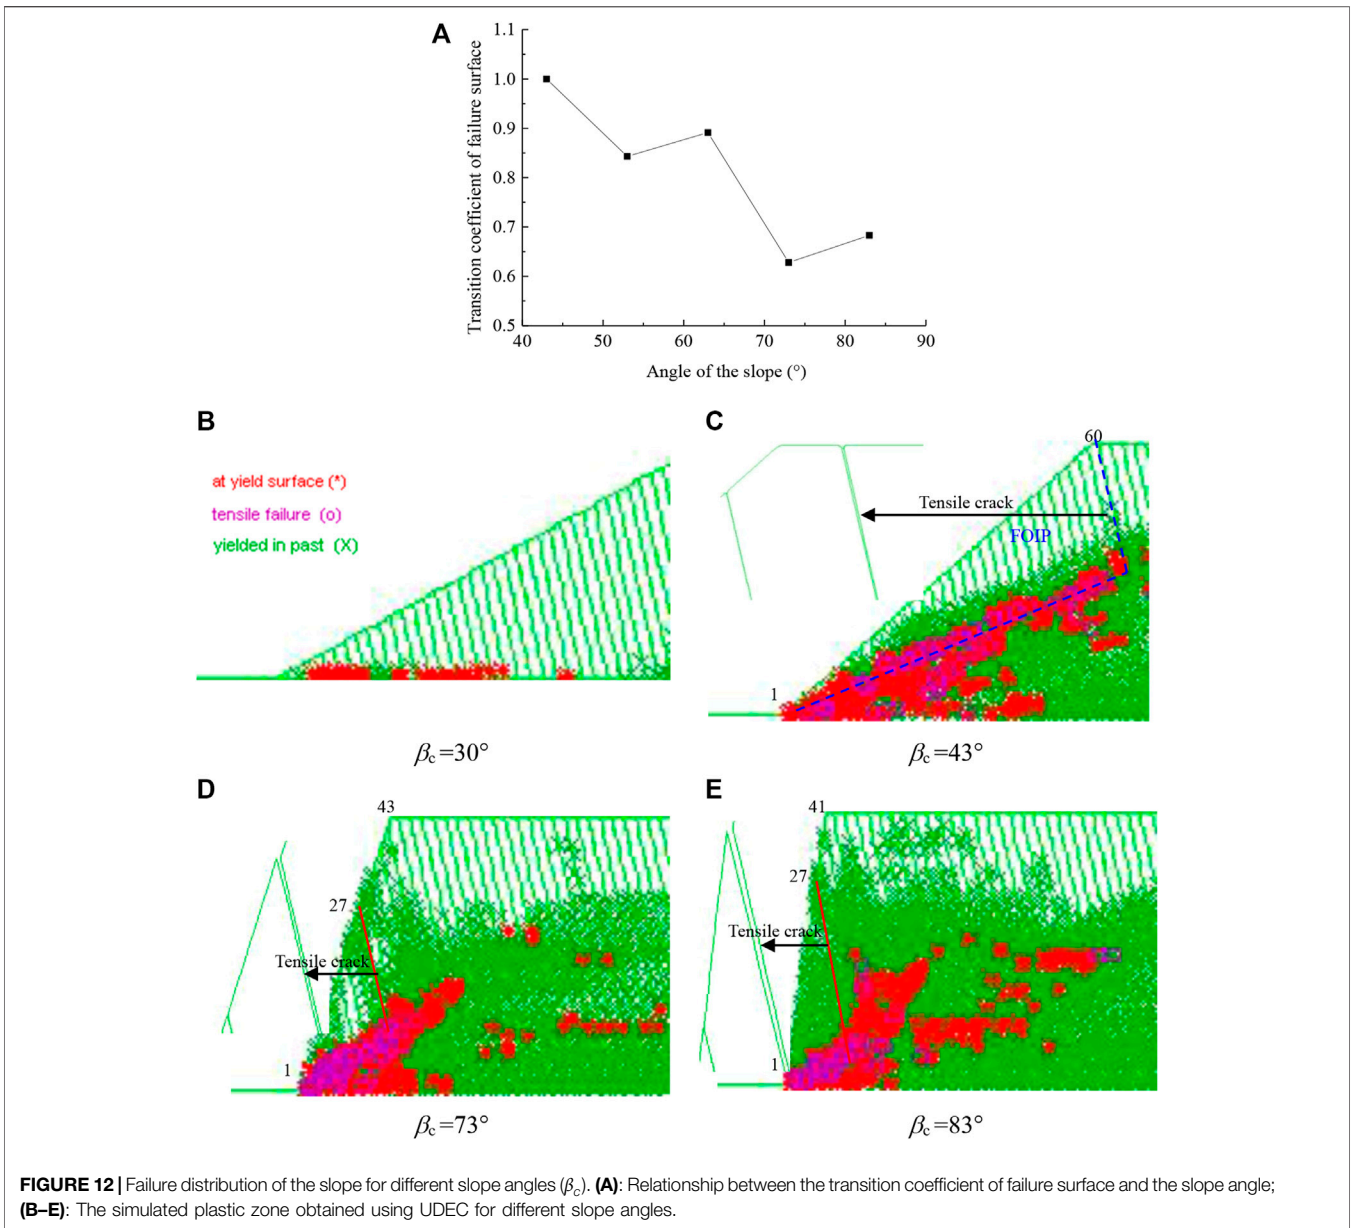 A
Transition coefficient of failure surface
1.1
1.0
0.9
0.8
0.7
0.6
0.5
40 50 60 70 80 90
Angle of the slope (°)
B
at yield surface (*)
tensile failure (o)
yielded in past (X)
βc =30°
C
60
Tensile crack
FOIP
1
βc =43°
D
43
27
Tensile crack
1
βc =73°
E
41
27
Tensile crack
1
βc =83°
FIGURE 12 | Failure distribution of the slope for different slope angles (βc). (A): Relationship between the transition coefficient of failure surface and the slope angle;
(B–E): The simulated plastic zone obtained using UDEC for different slope angles.